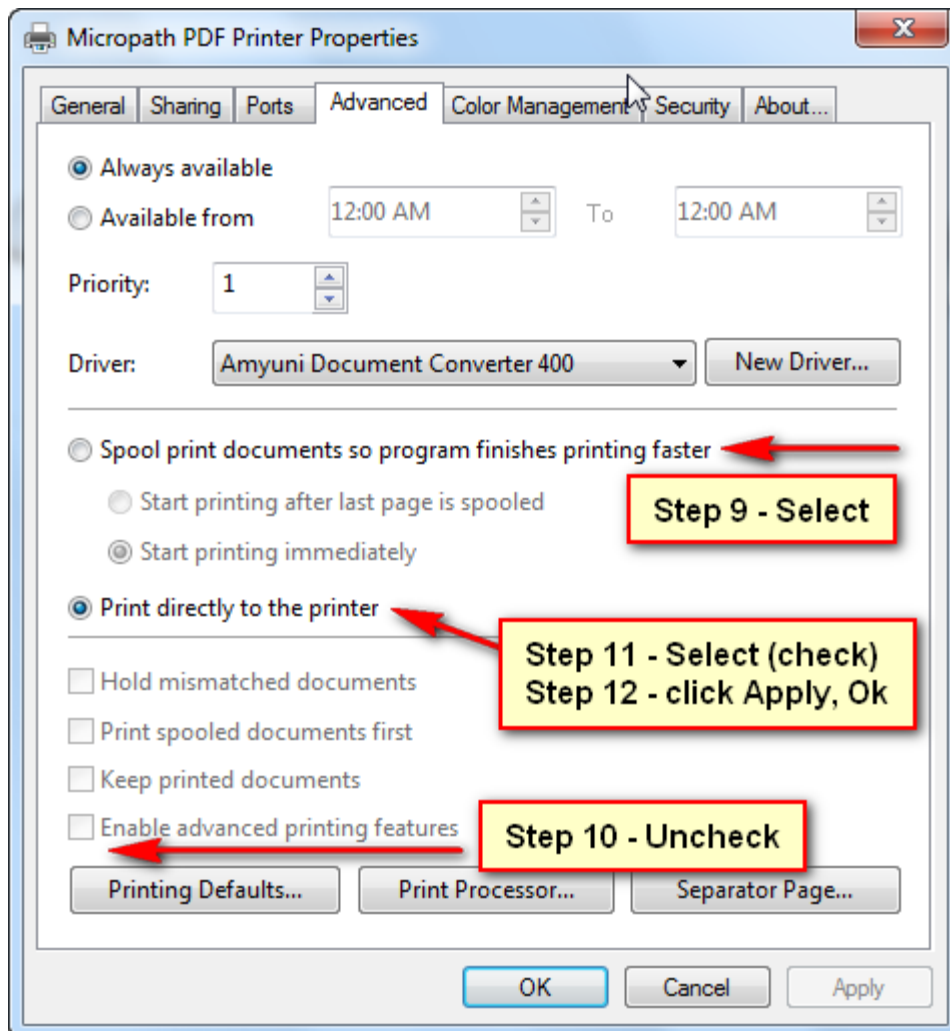 Micropath PDF Printer Properties
General Sharing Ports Advanced Color Management Security About...
Always available
Available from 12:00 AM To 12:00 AM
Priority: 1
Driver: Amyuni Document Converter 400 New Driver...
Spool print documents so program finishes printing faster
Step 9 - Select
Start printing after last page is spooled
Start printing immediately
Print directly to the printer
Step 11 - Select (check)
Step 12 - click Apply, Ok
Hold mismatched documents
Print spooled documents first
Keep printed documents
Enable advanced printing features
Step 10 - Uncheck
Printing Defaults... Print Processor... Separator Page...
OK Cancel Apply